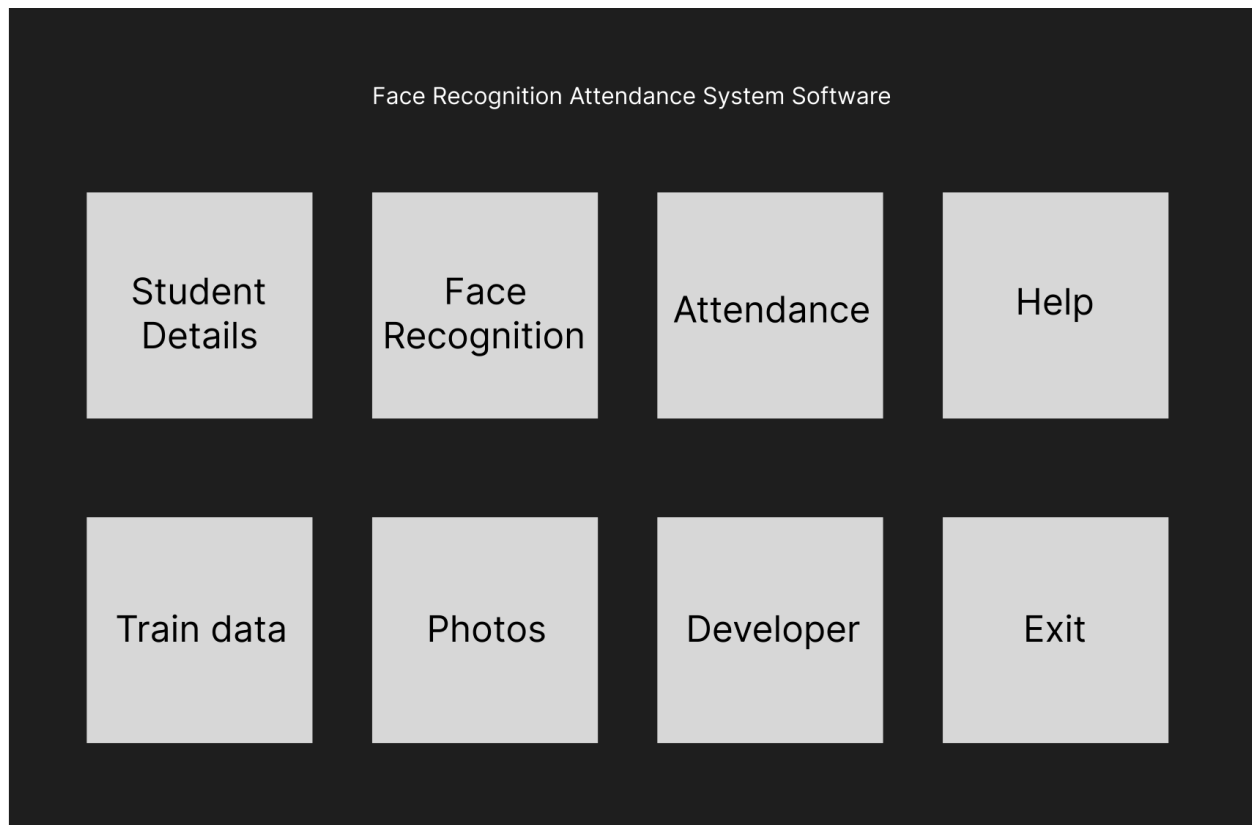 Face Recognition Attendance System Software
Student
Details
Face
Recognition
Attendance
Help
Train data
Photos
Developer
Exit